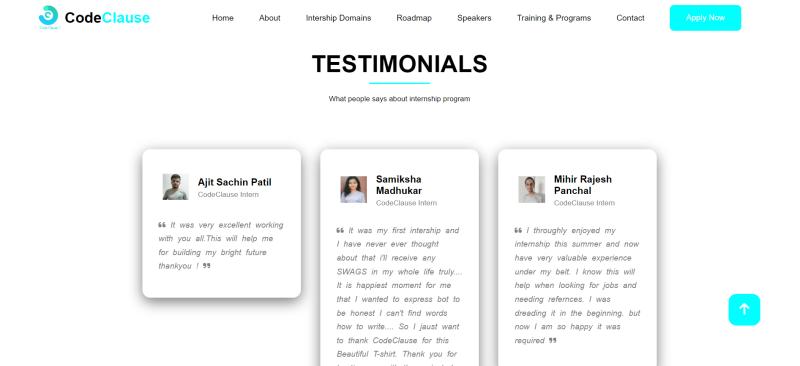 CodeClause
Home
About
Intership Domains
Roadmap
Speakers
Training & Programs
Contact
Apply Now
TESTIMONIALS
What people says about internship program
Ajit Sachin Patil
CodeClause Intern
❝ It was very excellent working
with you all.This will help me
for building my bright future
thankyou ! ❞
Samiksha
Madhukar
CodeClause Intern
❝ It was my first intership and
I have never ever thought
about that i'll receive any
SWAGS in my whole life truly....
It is happiest moment for me
that I wanted to express bot to
be honest I can't find words
how to write.... So I jaust want
to thank CodeClause for this
Beautiful T-shirt. Thank you for
Mihir Rajesh
Panchal
CodeClause Intern
❝ I throughly enjoyed my
internship this summer and now
have very valuable experience
under my belt. I know this will
help when looking for jobs and
needing refernces. I was
dreading it in the beginning. but
now I am so happy it was
required ❞